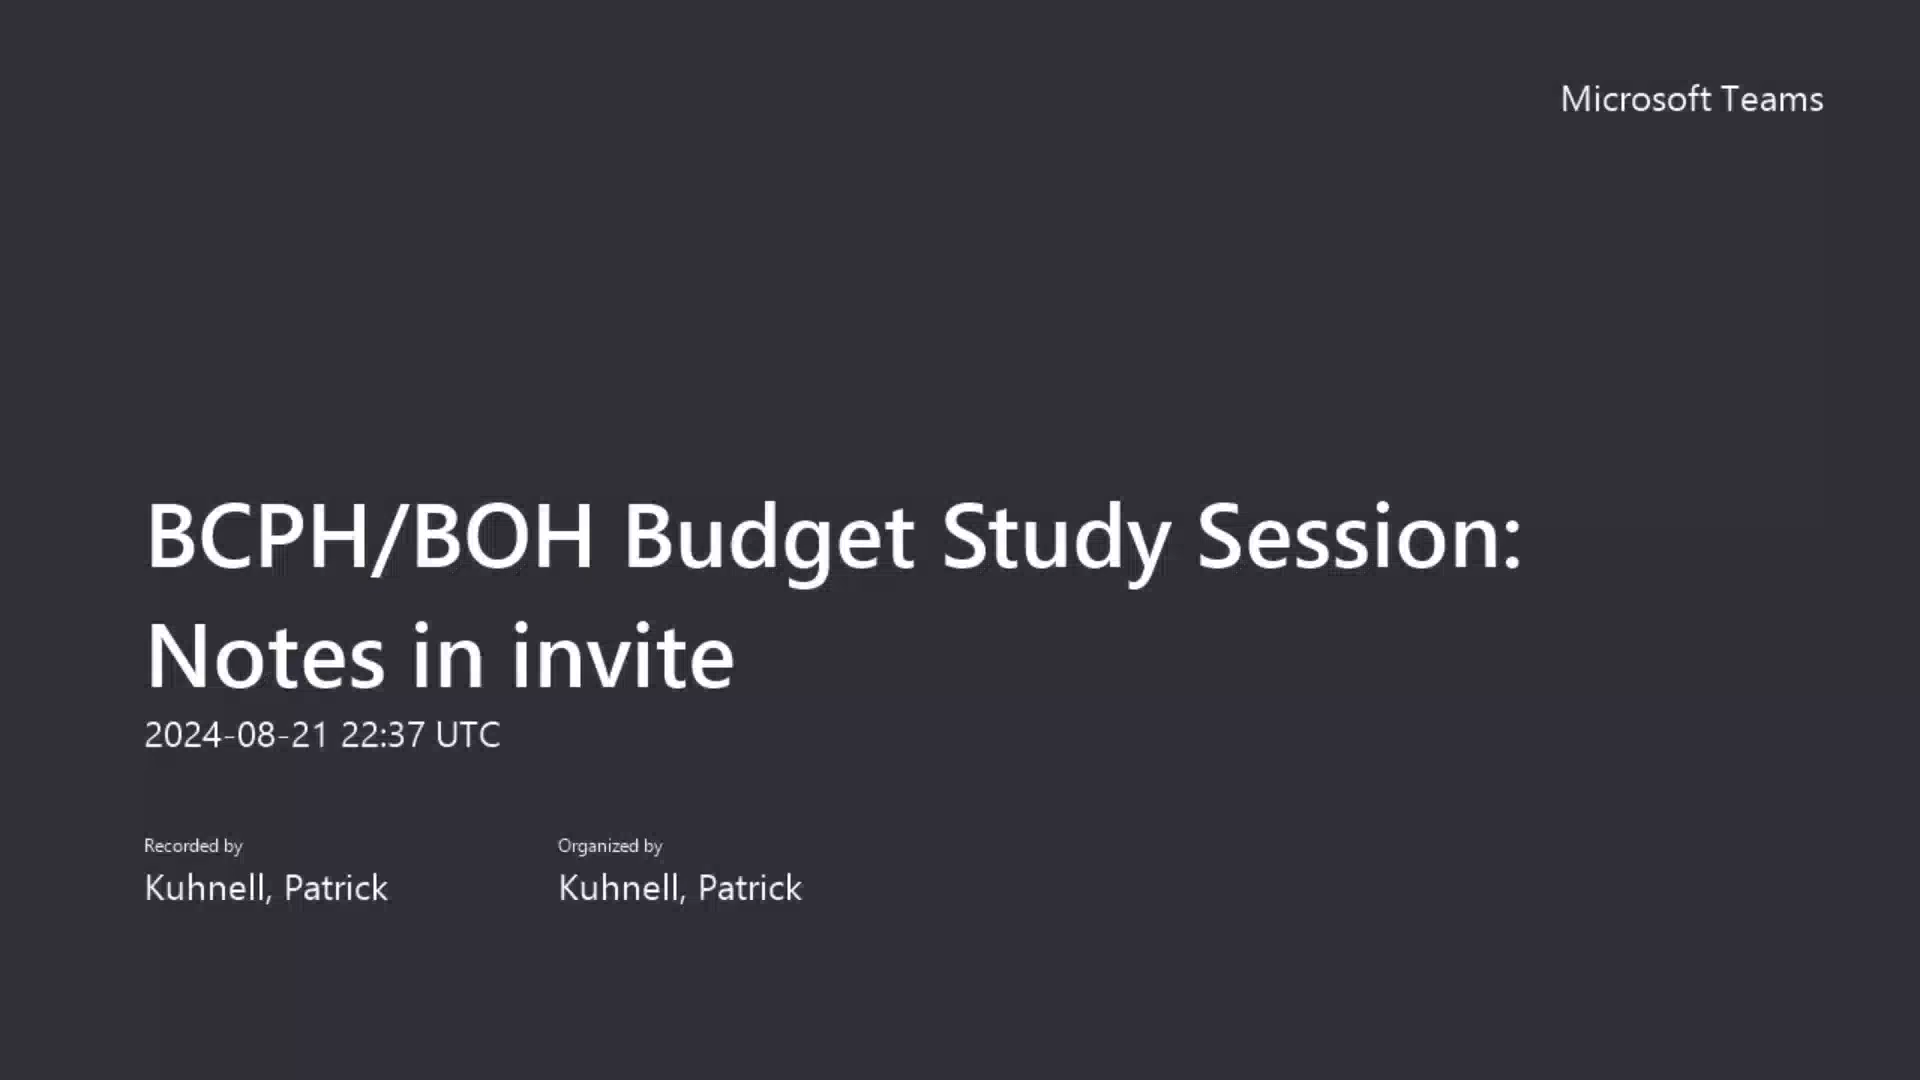 Microsoft Teams
BCPH/BOH Budget Study Session:
Notes in invite
2024-08-21 22:37 UTC
Recorded by
Kuhnell, Patrick
Organized by
Kuhnell, Patrick